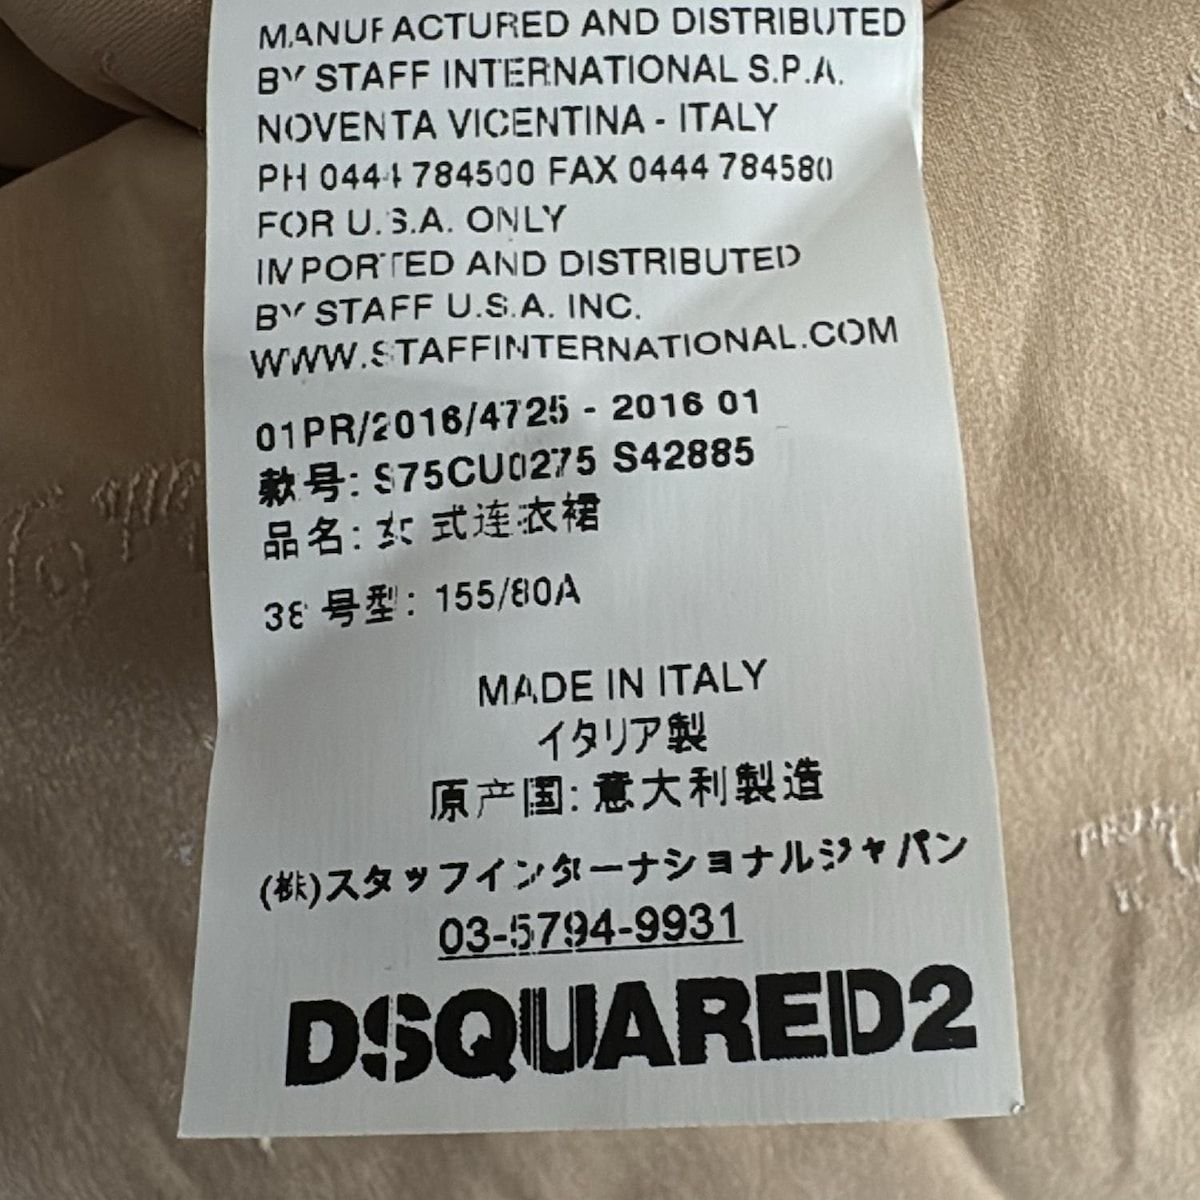 MANUFACTURED AND DISTRIBUTED
BY STAFF INTERNATIONAL S.P.A.
NOVENTA VICENTINA - ITALY
PH 0444 784500 FAX 0444 784580
FOR U.S.A. ONLY
IMPORTED AND DISTRIBUTED
BY STAFF U.S.A. INC.
WWW.STAFFINTERNATIONAL.COM
01PR/2016/4725 - 2016 01
款号: S75CU0275 S42885
品名: 女式连衣裙
38 号型: 155/80A
MADE IN ITALY
イタリア製
原产国: 意大利製造
(株)スタッフインターナショナルジャパン
03-5794-9931
DSQUARED2